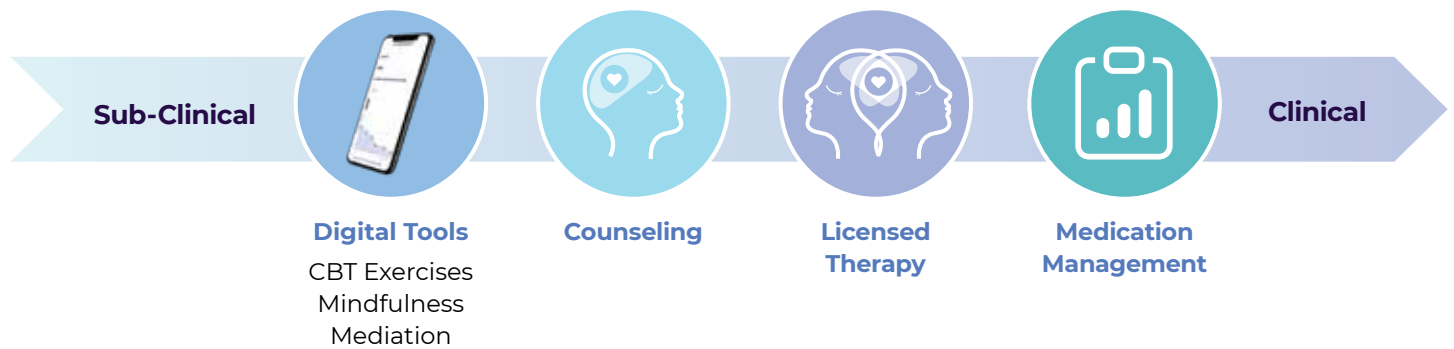 Sub-Clinical
Clinical
Digital Tools
CBT Exercises
Mindfulness
Mediation
Counseling
Licensed
Therapy
Medication
Management